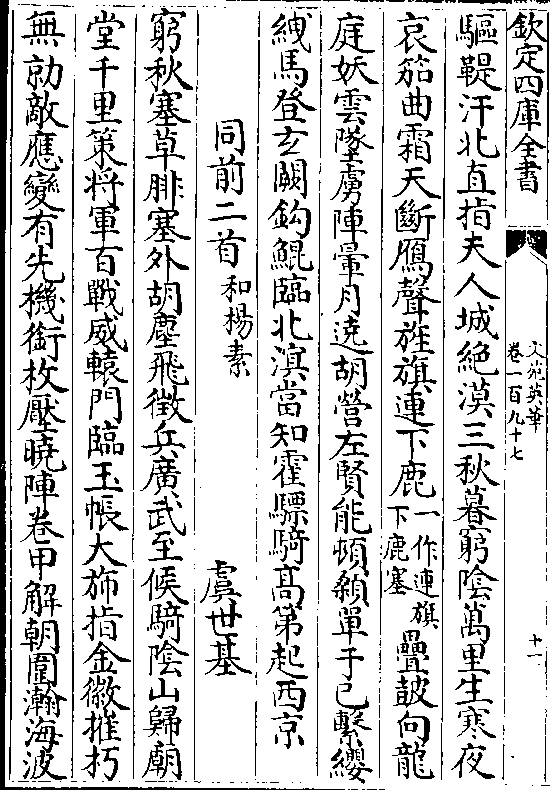 欽定四庫全書
文苑英華
卷一百九十七
十一
驅鞮汗北直指夫人城絶漠三秋暮窮陰萬里生寒夜
哀笳曲霜天斷鴈聲旌旗連下鹿一作連旗下鹿塞疊鼓向龍
庭妖雲墜虜陣暈月遶胡營左賢能頓顙單于已繫纓
絏馬登玄闕鈎鯤臨北溟當知霍驃騎髙第起西京
同前二首和楊素
虞世基
窮秋塞草腓塞外胡塵飛徵兵廣武至候騎隂山歸廟
堂千里策将軍百戰威轅門臨玉帳大斾指金微摧朽
無勍敵應變有先機銜枚壓曉陣卷甲解朝圍瀚海波